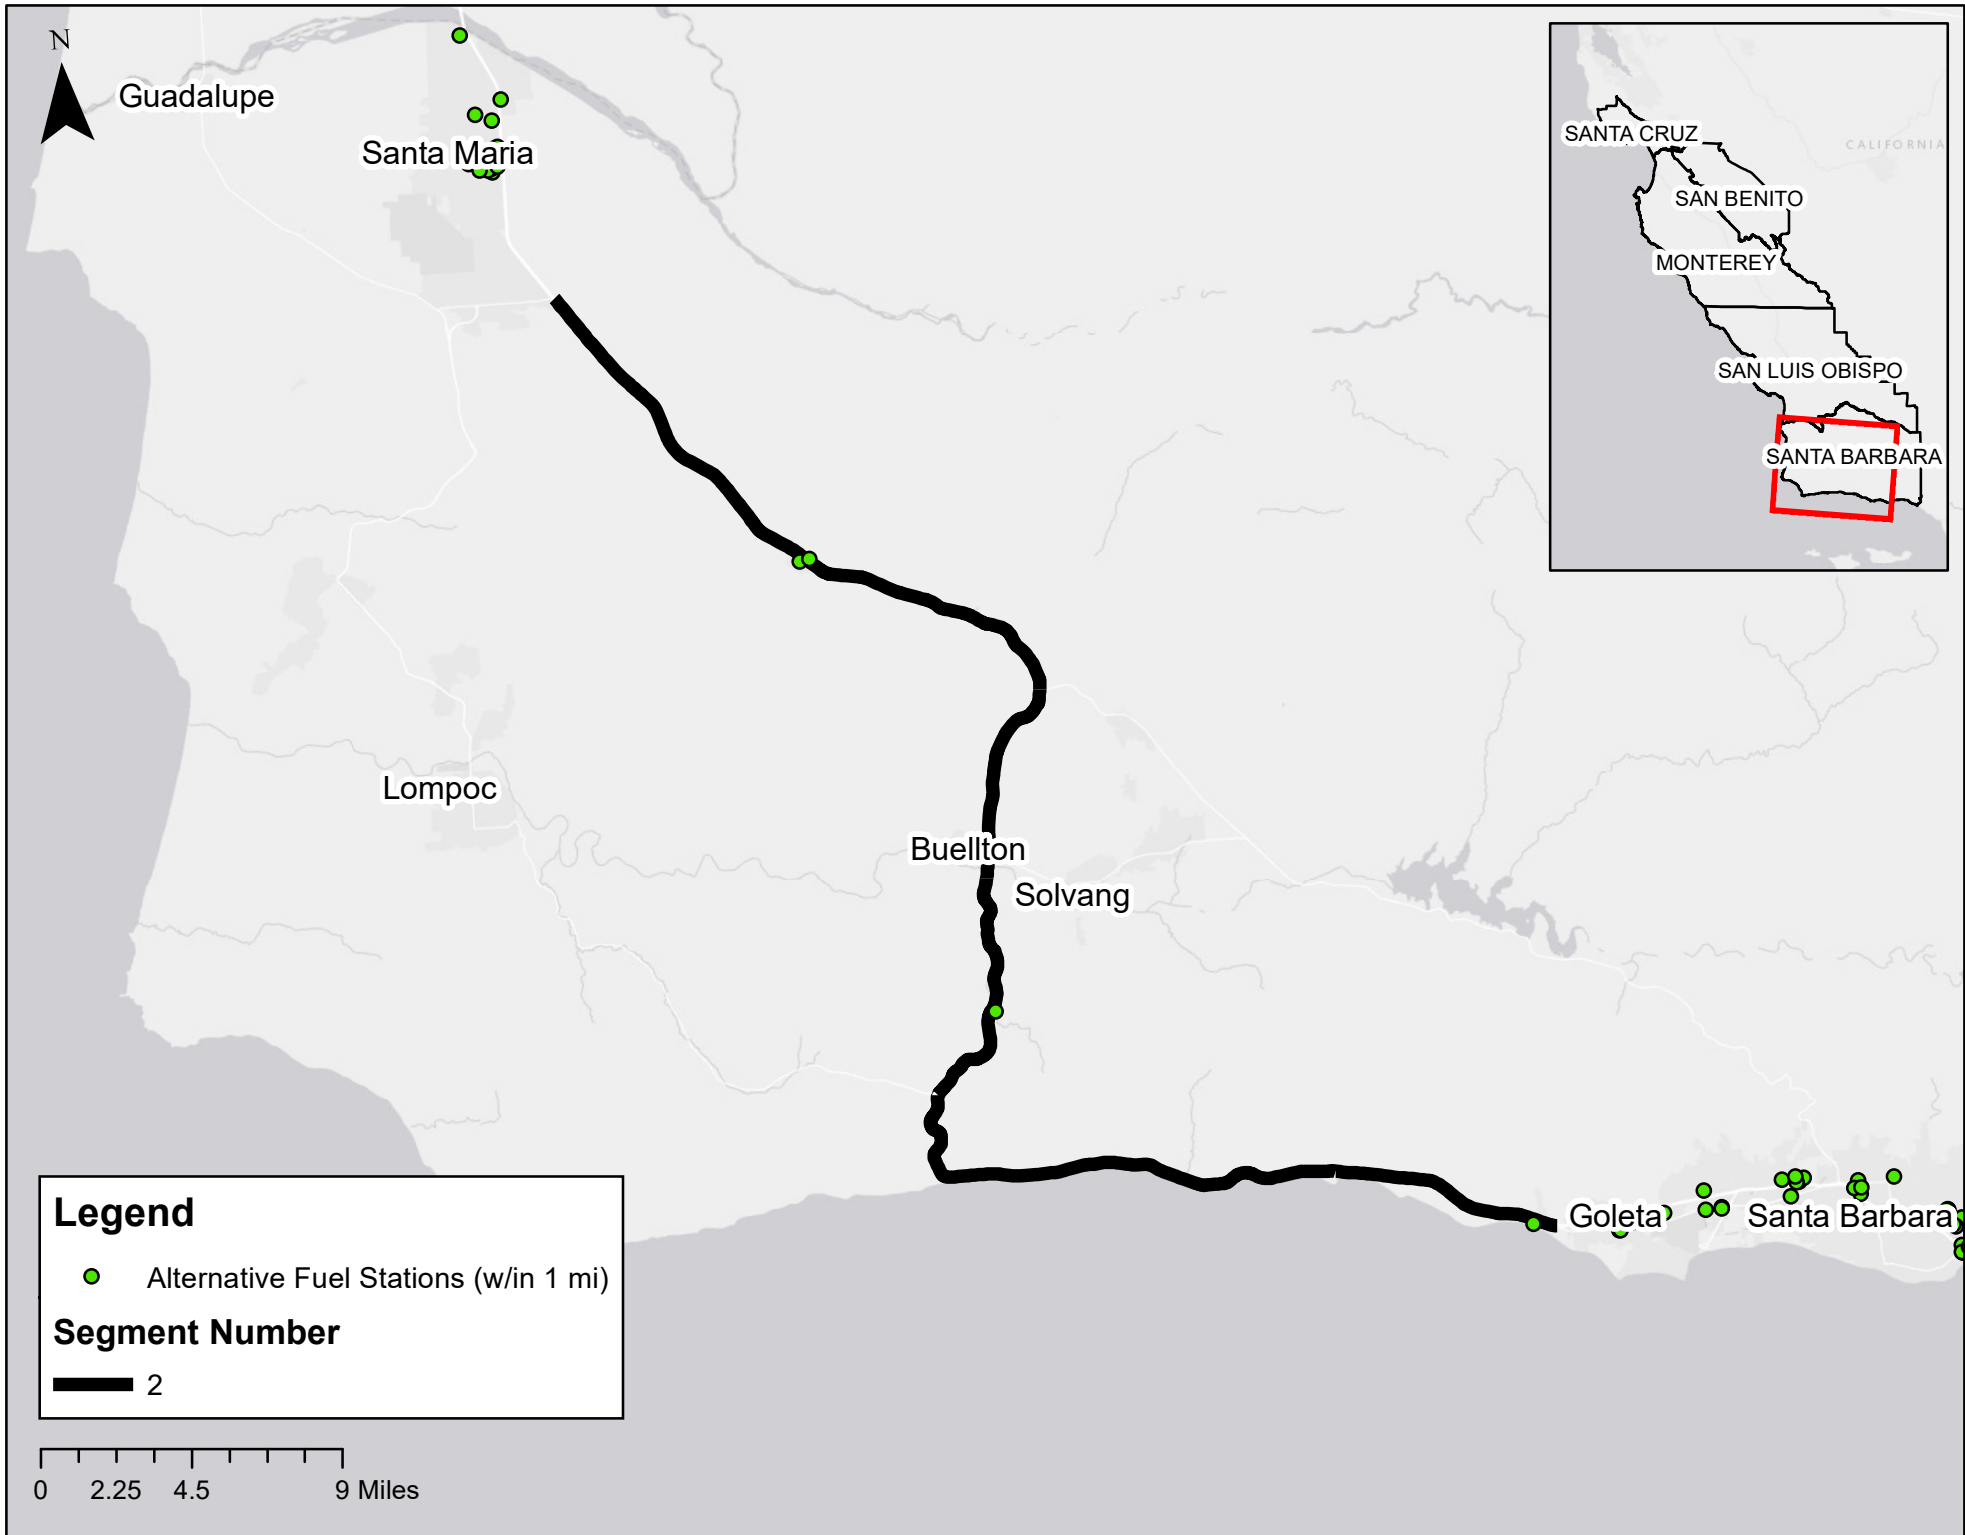 N
Guadalupe
Santa Maria
Lompoc
Buellton
Solvang
Goleta
Santa Barbara
SANTA CRUZ
CALIFORNIA
SAN BENITO
MONTEREY
SAN LUIS OBISPO
SANTA BARBARA
Legend
Alternative Fuel Stations (w/in 1 mi)
Segment Number
2
0 2.25 4.5 9 Miles